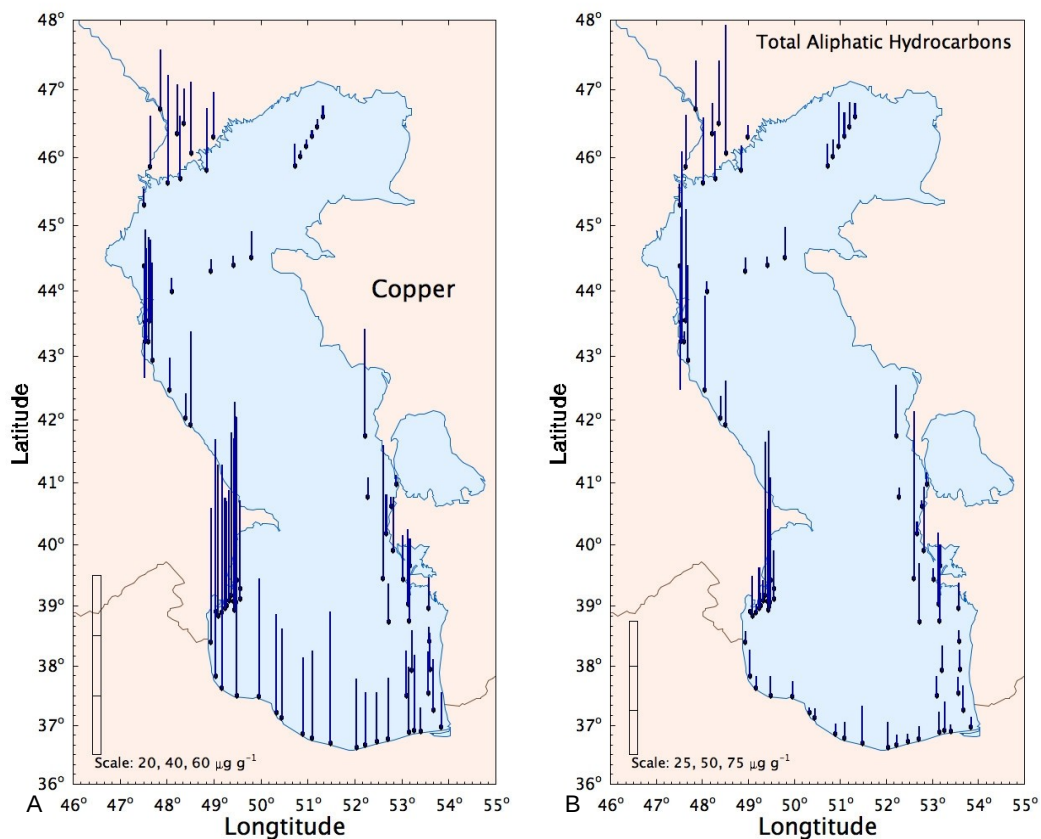 48°
47°
46°
45°
44°
43°
42°
41°
40°
39°
38°
37°
36°
Latitude
Copper
Scale: 20, 40, 60 μg g⁻¹
A
46° 47° 48° 49° 50° 51° 52° 53° 54° 55°
Longtitude
48°
47°
46°
45°
44°
43°
42°
41°
40°
39°
38°
37°
36°
Latitude
Total Aliphatic Hydrocarbons
Scale: 25, 50, 75 μg g⁻¹
B
46° 47° 48° 49° 50° 51° 52° 53° 54° 55°
Longtitude